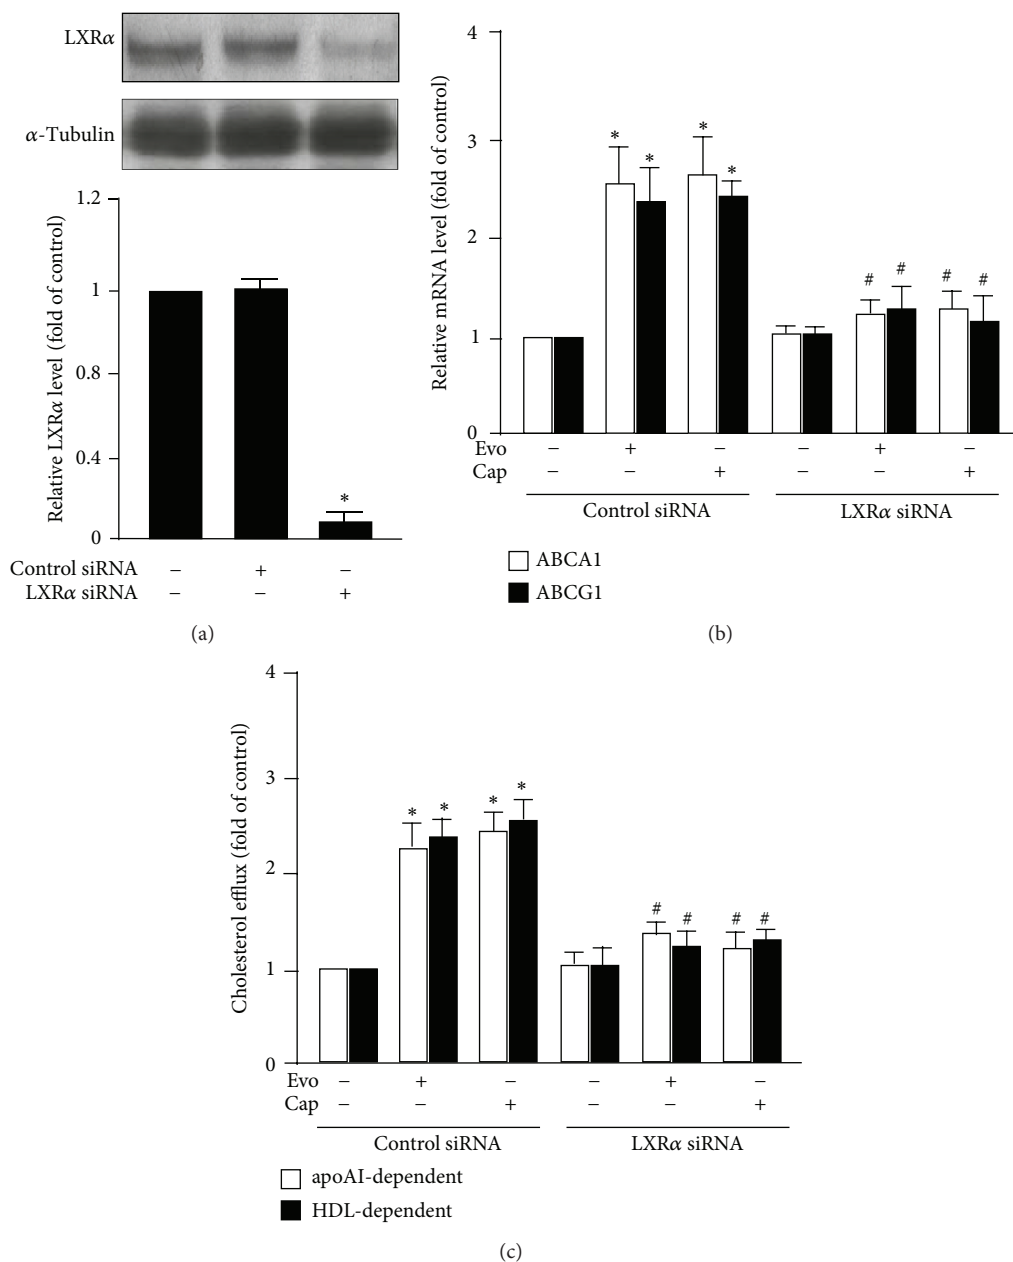 LXRα
α-Tubulin
Relative LXRα level (fold of control)
1.2
1
0.8
0.4
0
*
Control siRNA − + −
LXRα siRNA − − +
(a)
Relative mRNA level (fold of control)
4
3
2
1
0
* * * *
# # # #
Evo − + − − + −
Cap − − + − − +
Control siRNA LXRα siRNA
ABCA1
ABCG1
(b)
Cholesterol efflux (fold of control)
4
3
2
1
0
* * * *
# # # #
Evo − + − − + −
Cap − − + − − +
Control siRNA LXRα siRNA
apoAI-dependent
HDL-dependent
(c)